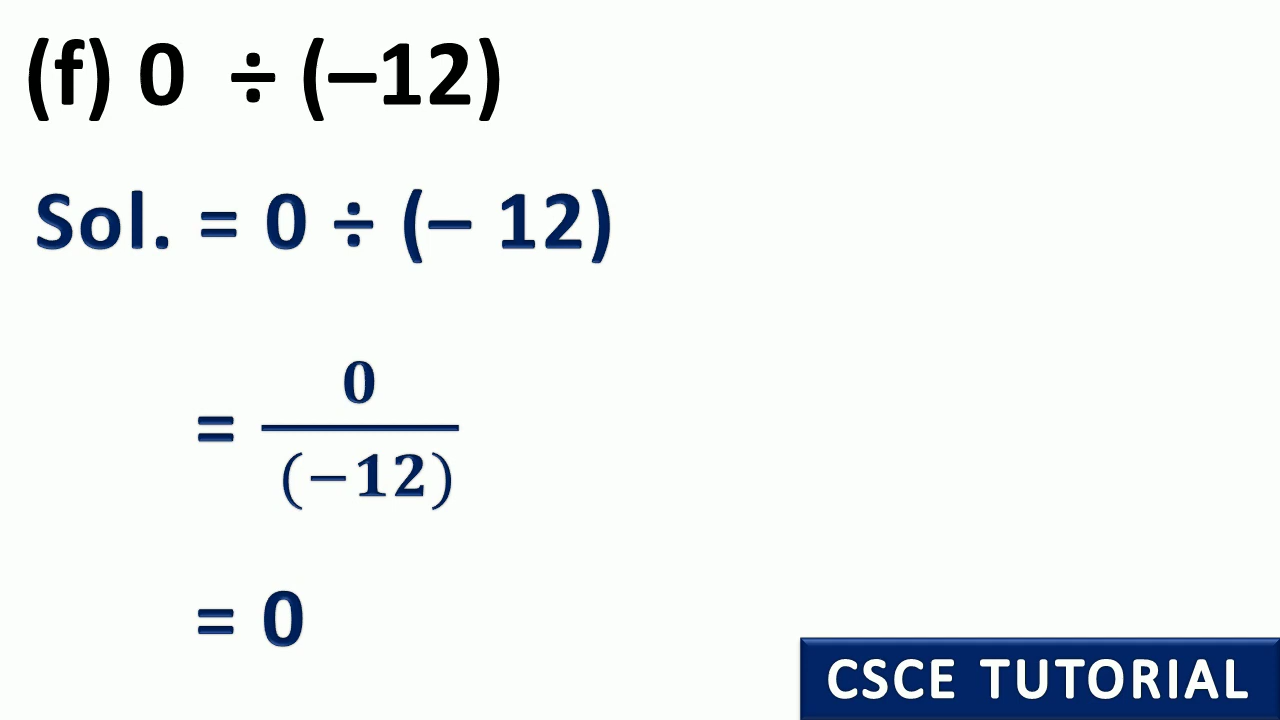 (f) 0 ÷ (–12)
Sol. = 0 ÷ (– 12)
= 0/(−12)
= 0
CSCE TUTORIAL